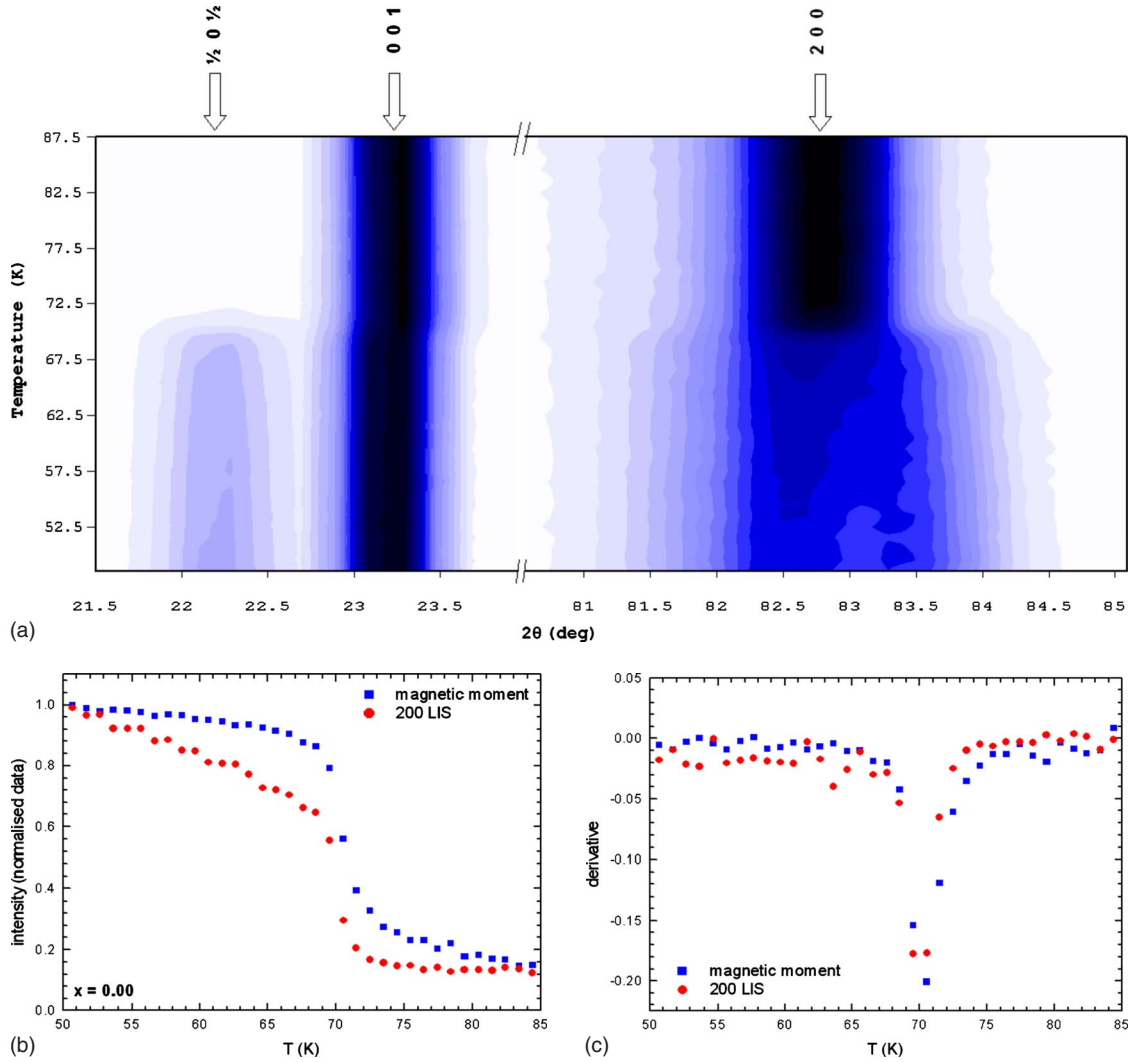 ½ 0 ½
0 0 1
2 0 0
87.5
82.5
77.5
72.5
67.5
62.5
57.5
52.5
Temperature (K)
21.5 22 22.5 23 23.5 81 81.5 82 82.5 83 83.5 84 84.5 85
2θ (deg)
(a)
1.0
0.8
0.6
0.4
0.2
0.0
intensity (normalised data)
magnetic moment
200 LIS
x = 0.00
50 55 60 65 70 75 80 85
T (K)
(b)
0.05
0.00
-0.05
-0.10
-0.15
-0.20
derivative
magnetic moment
200 LIS
50 55 60 65 70 75 80 85
T (K)
(c)